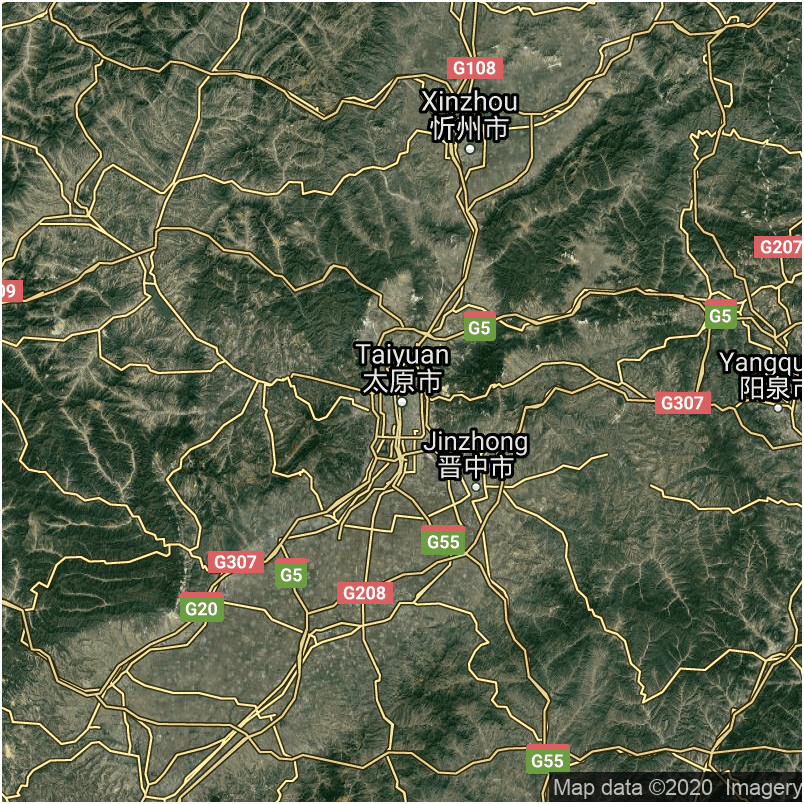 G108
Xinzhou
忻州市
G207
09
G5
G5
Taiyuan
太原市
Yangqu
阳泉市
G307
Jinzhong
晋中市
G55
G307
G5
G208
G20
G55
Map data ©2020 Imagery